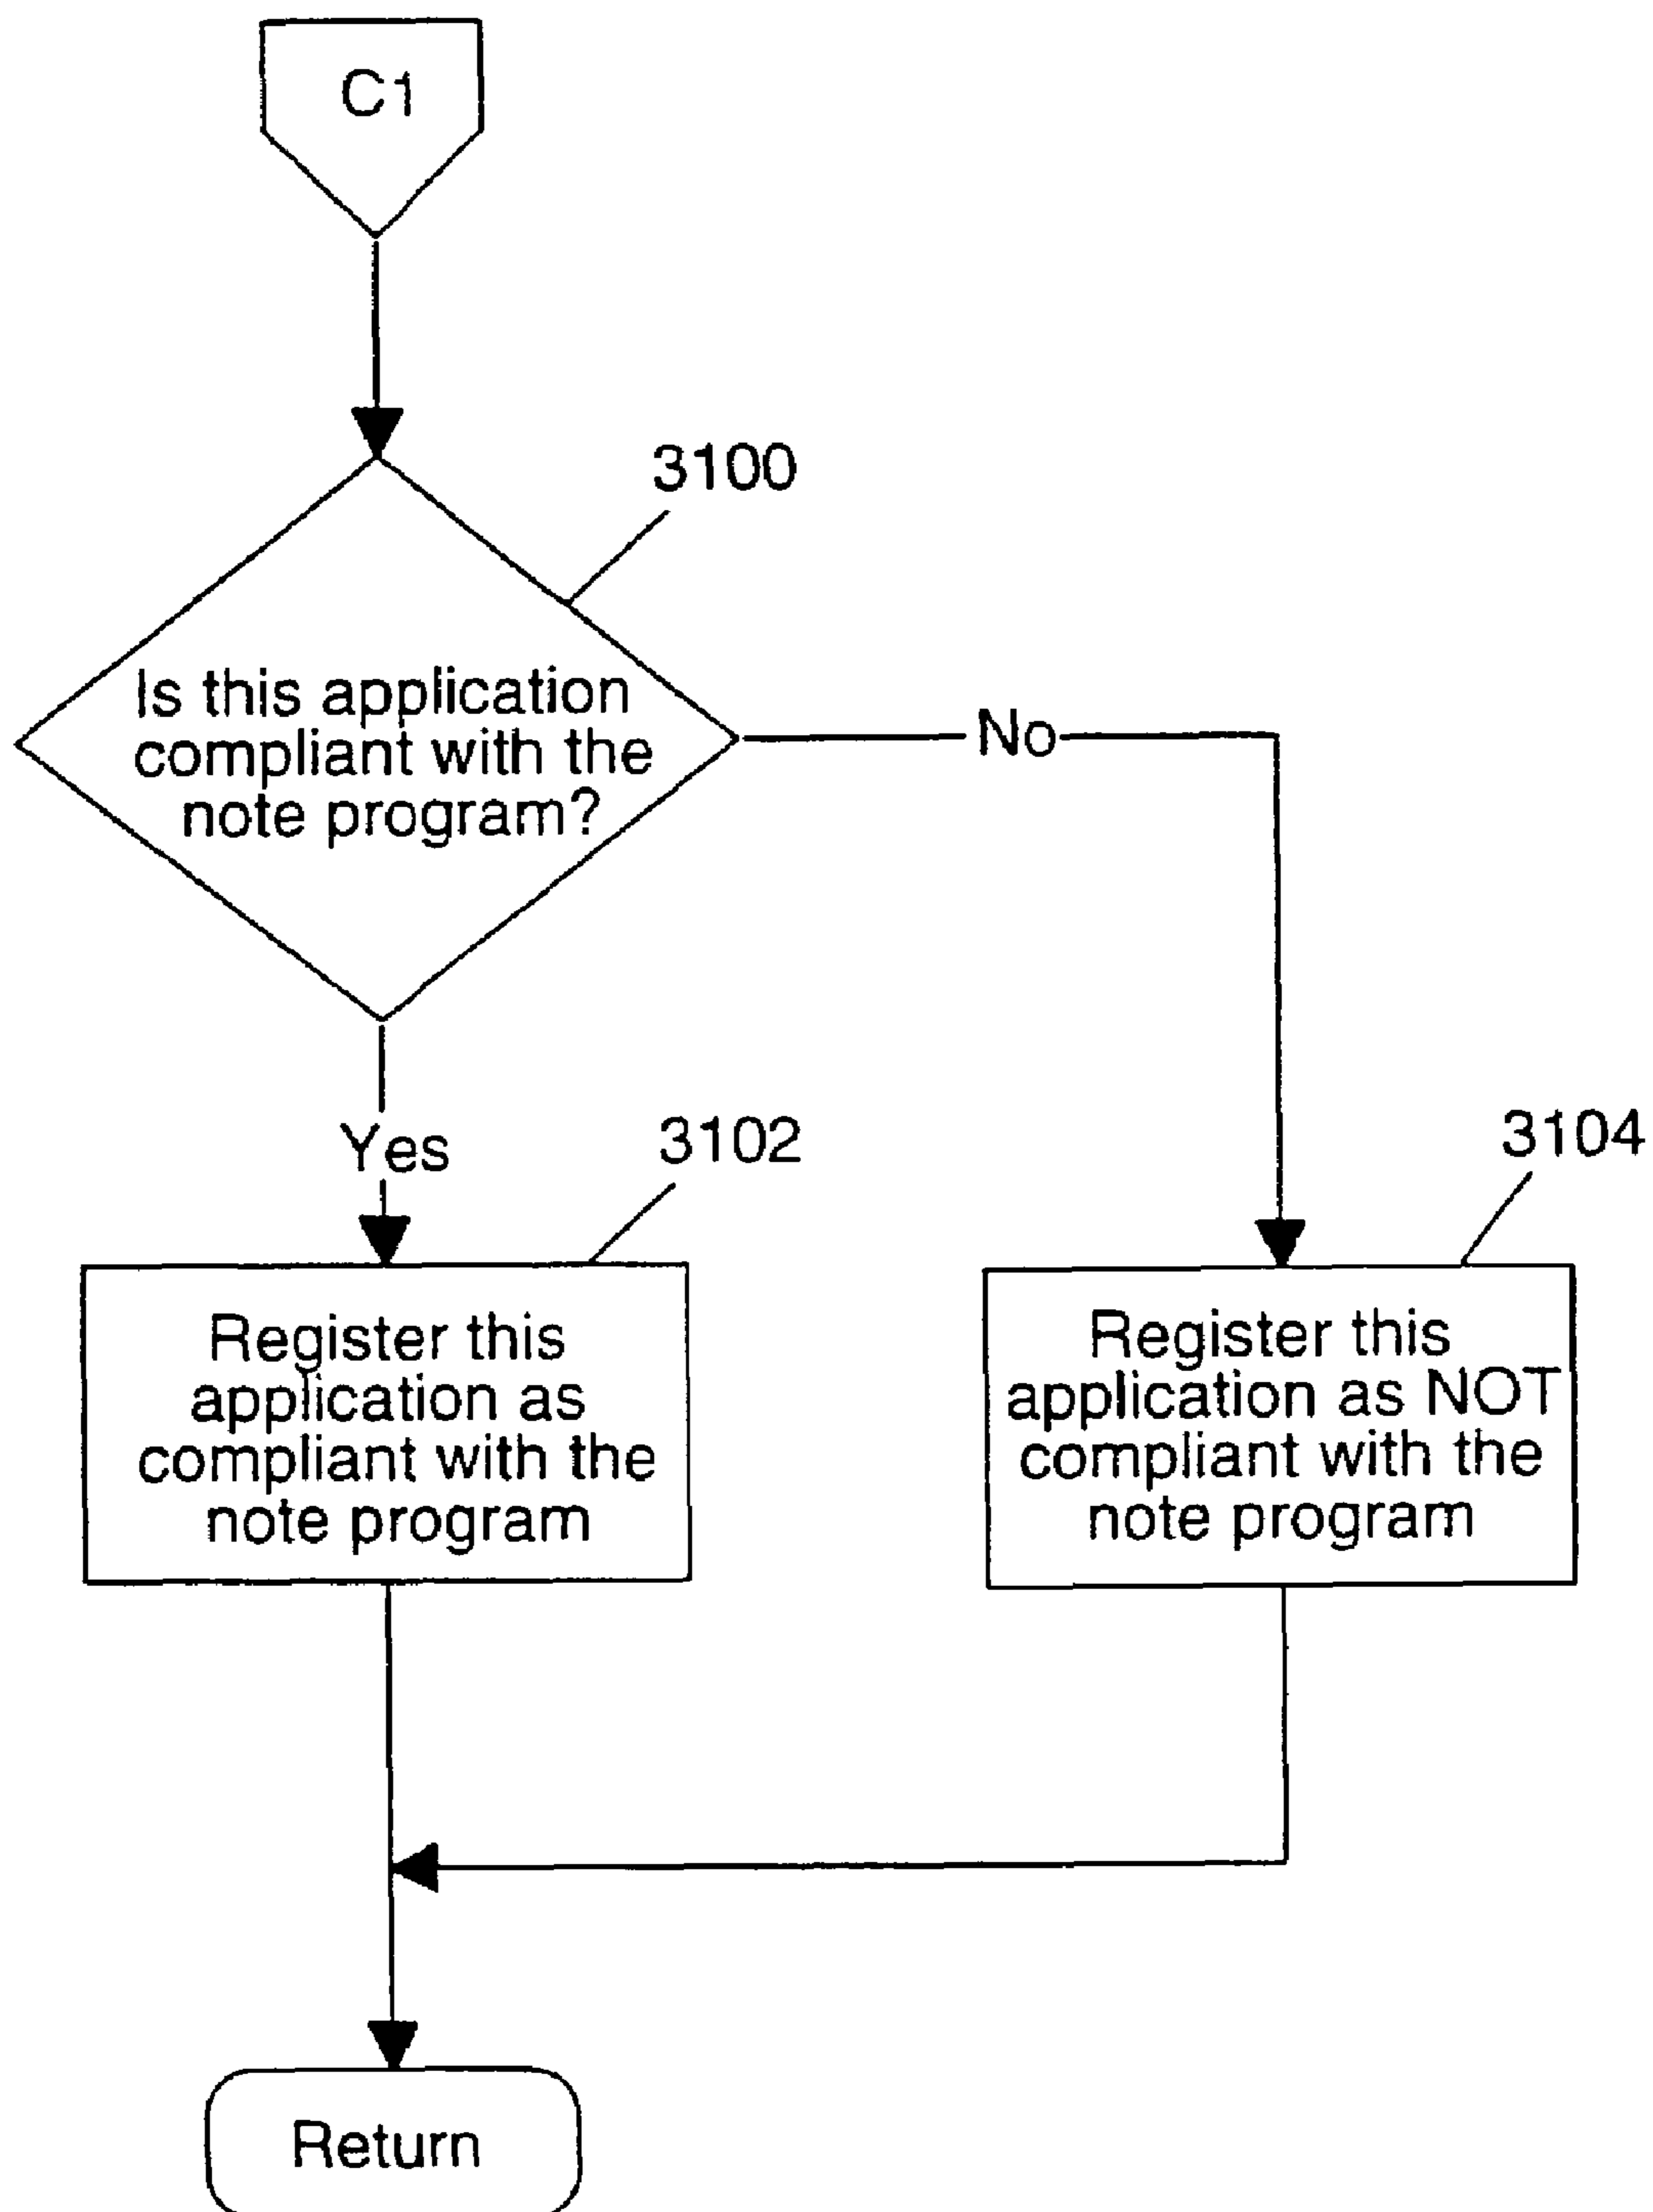 C1
3100
Is this application
compliant with the
note program?
No
Yes
3102
3104
Register this
application as
compliant with the
note program
Register this
application as NOT
compliant with the
note program
Return